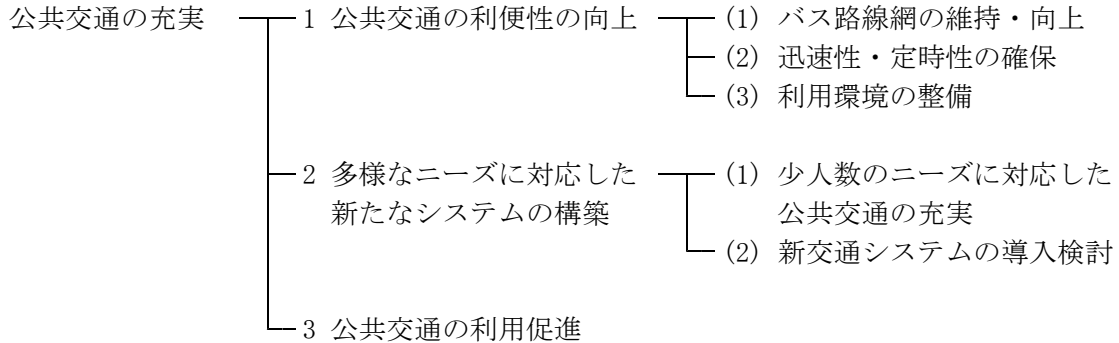 公共交通の充実
1 公共交通の利便性の向上
(1) バス路線網の維持・向上
(2) 迅速性・定時性の確保
(3) 利用環境の整備
2 多様なニーズに対応した
新たなシステムの構築
(1) 少人数のニーズに対応した
公共交通の充実
(2) 新交通システムの導入検討
3 公共交通の利用促進